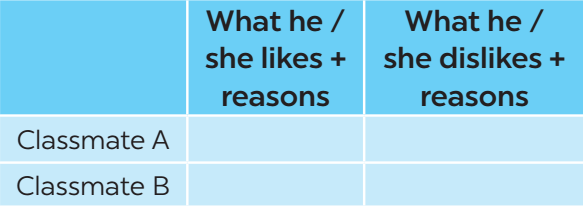 What he /
she likes +
reasons
What he /
she dislikes +
reasons
Classmate A
Classmate B